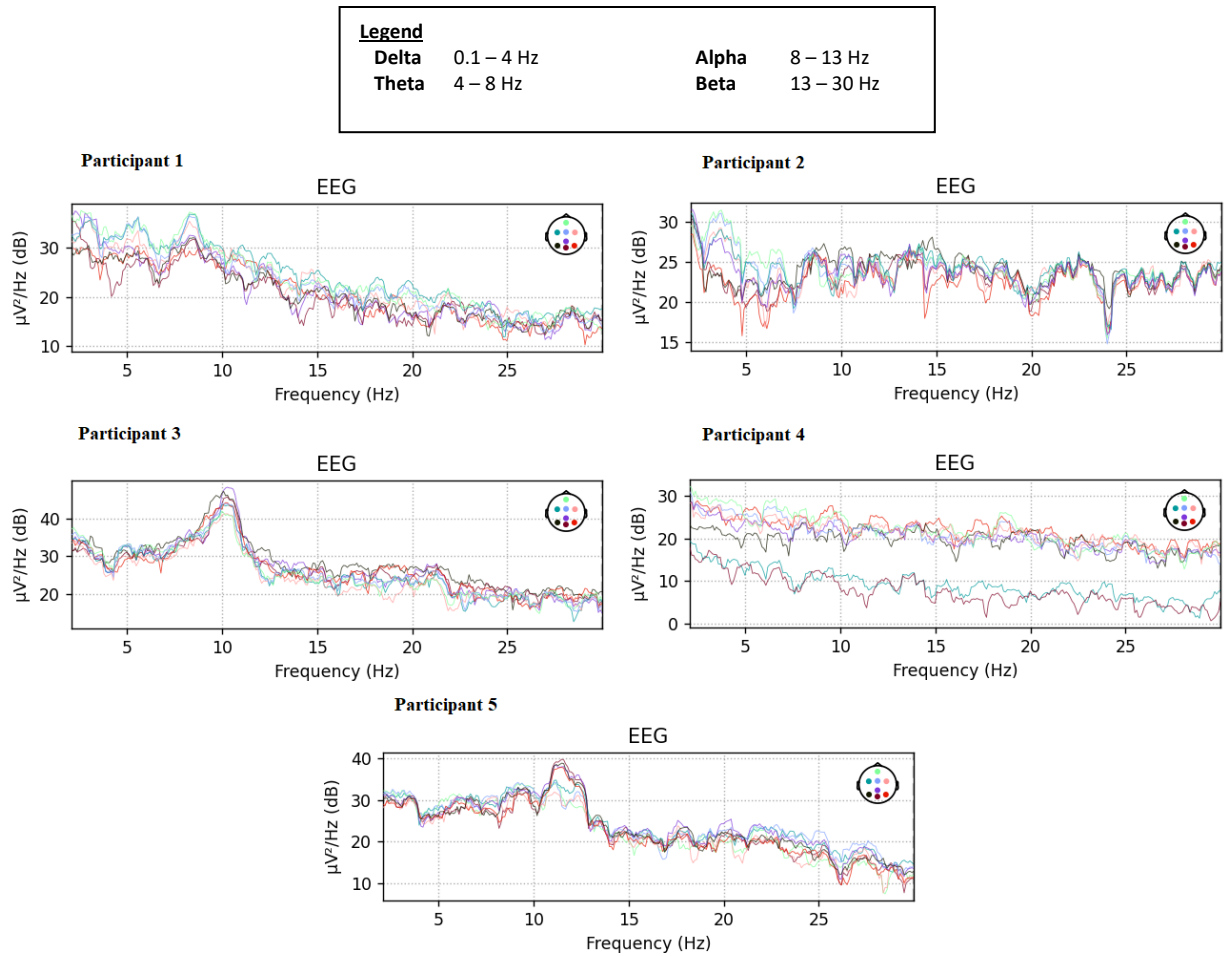 Legend
Delta 0.1 – 4 Hz Alpha 8 – 13 Hz
Theta 4 – 8 Hz Beta 13 – 30 Hz
Participant 1
EEG
µV²/Hz (dB)
30
20
10
5 10 15 20 25
Frequency (Hz)
Participant 2
EEG
µV²/Hz (dB)
30
25
20
15
5 10 15 20 25
Frequency (Hz)
Participant 3
EEG
µV²/Hz (dB)
40
30
20
5 10 15 20 25
Frequency (Hz)
Participant 4
EEG
µV²/Hz (dB)
30
20
10
0
5 10 15 20 25
Frequency (Hz)
Participant 5
EEG
µV²/Hz (dB)
40
30
20
10
5 10 15 20 25
Frequency (Hz)